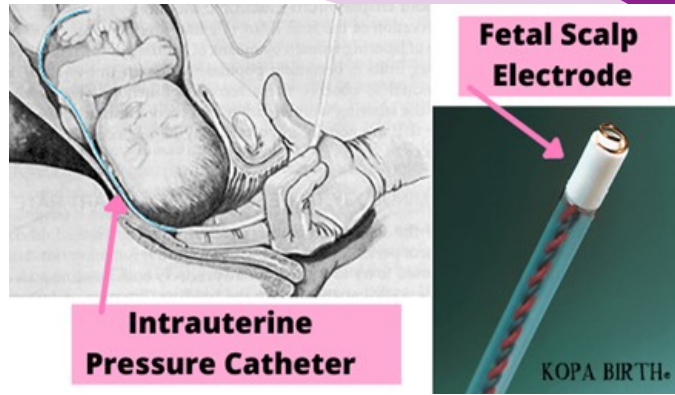 Fetal Scalp
Electrode
Intrauterine
Pressure Catheter
KOPA BIRTH®